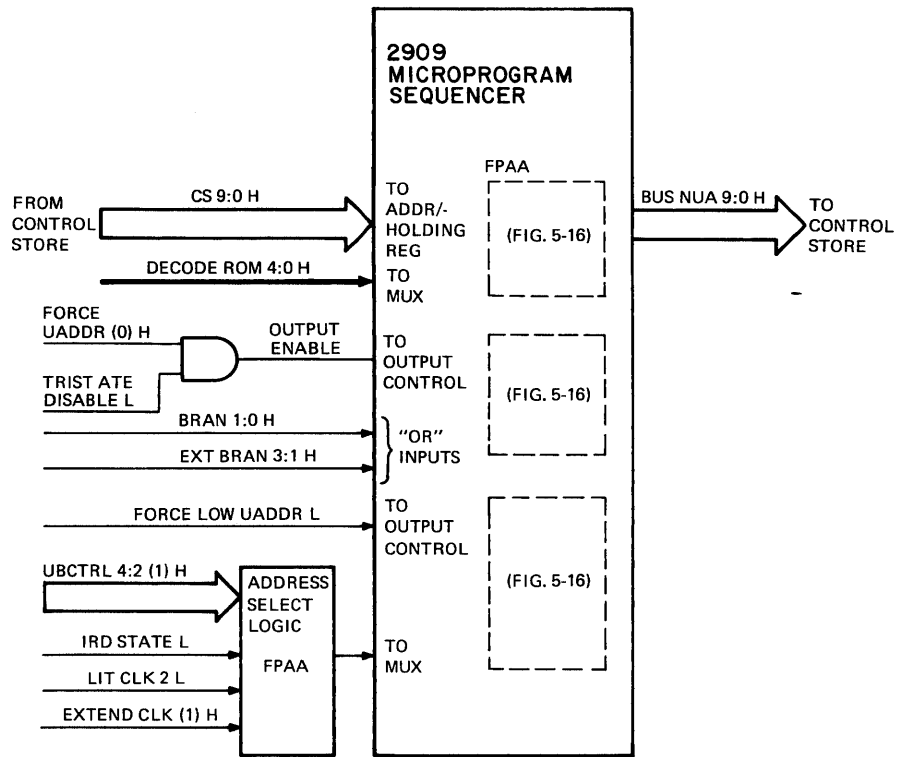 2909
MICROPROGRAM
SEQUENCER
FPAA
FROM
CONTROL
STORE
CS 9:0 H
TO
ADDR/-
HOLDING
REG
(FIG. 5-16)
BUS NUA 9:0 H
TO
CONTROL
STORE
DECODE ROM 4:0 H
TO
MUX
FORCE
UADDR (0) H
OUTPUT
ENABLE
TRIST ATE
DISABLE L
TO
OUTPUT
CONTROL
(FIG. 5-16)
BRAN 1:0 H
EXT BRAN 3:1 H
"OR"
INPUTS
FORCE LOW UADDR L
TO
OUTPUT
CONTROL
(FIG. 5-16)
UBCTRL 4:2 (1) H
IRD STATE L
LIT CLK 2 L
EXTEND CLK (1) H
ADDRESS
SELECT
LOGIC
FPAA
TO
MUX